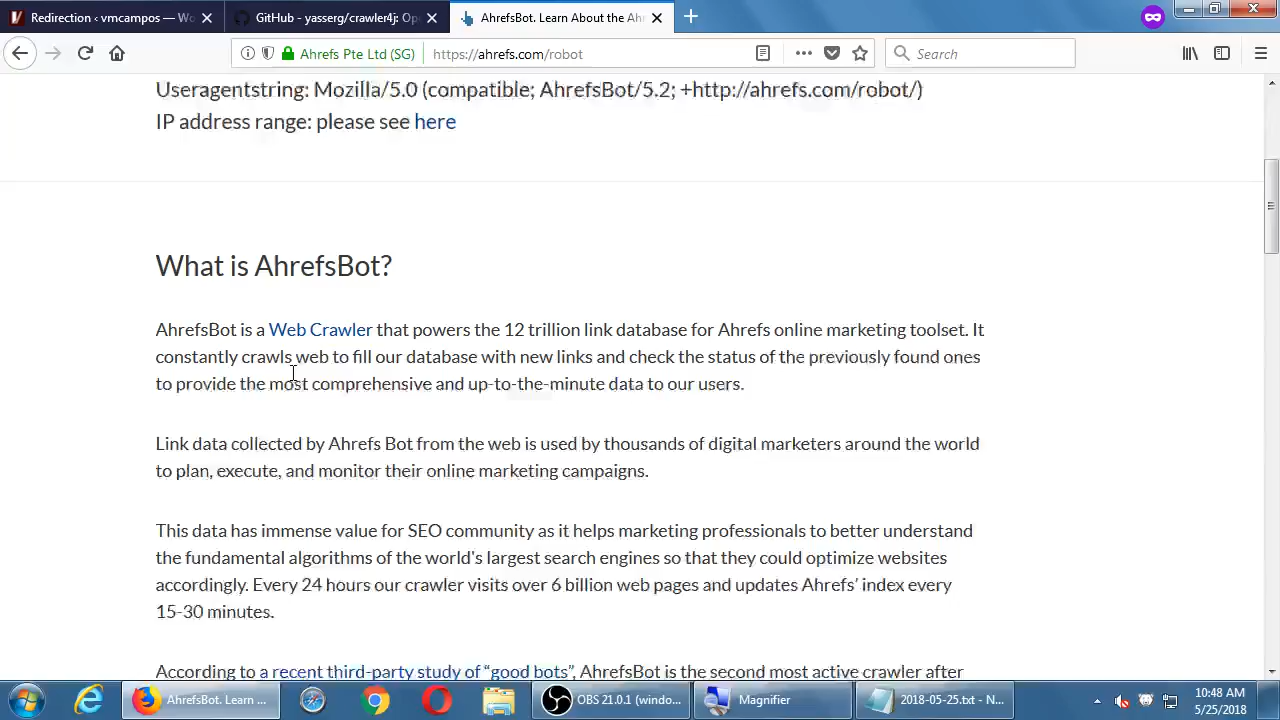 Redirection ‹ vmcampos — Wo
GitHub - yasserg/crawler4j: Ope
AhrefsBot. Learn About the Ahr
Ahrefs Pte Ltd (SG)
https://ahrefs.com/robot
Search
Useragentstring: Mozilla/5.0 (compatible; AhrefsBot/5.2; +http://ahrefs.com/robot/)
IP address range: please see here
What is AhrefsBot?
AhrefsBot is a Web Crawler that powers the 12 trillion link database for Ahrefs online marketing toolset. It
constantly crawls web to fill our database with new links and check the status of the previously found ones
to provide the most comprehensive and up-to-the-minute data to our users.
Link data collected by Ahrefs Bot from the web is used by thousands of digital marketers around the world
to plan, execute, and monitor their online marketing campaigns.
This data has immense value for SEO community as it helps marketing professionals to better understand
the fundamental algorithms of the world's largest search engines so that they could optimize websites
accordingly. Every 24 hours our crawler visits over 6 billion web pages and updates Ahrefs’ index every
15-30 minutes.
According to a recent third-party study of “good bots”, AhrefsBot is the second most active crawler after
AhrefsBot. Learn ...
OBS 21.0.1 (windo...
Magnifier
2018-05-25.txt - N...
10:48 AM
5/25/2018